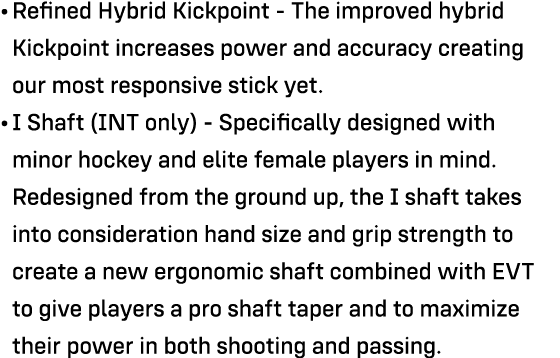 • Refined Hybrid Kickpoint - The improved hybrid
Kickpoint increases power and accuracy creating
our most responsive stick yet.
• I Shaft (INT only) - Specifically designed with
minor hockey and elite female players in mind.
Redesigned from the ground up, the I shaft takes
into consideration hand size and grip strength to
create a new ergonomic shaft combined with EVT
to give players a pro shaft taper and to maximize
their power in both shooting and passing.